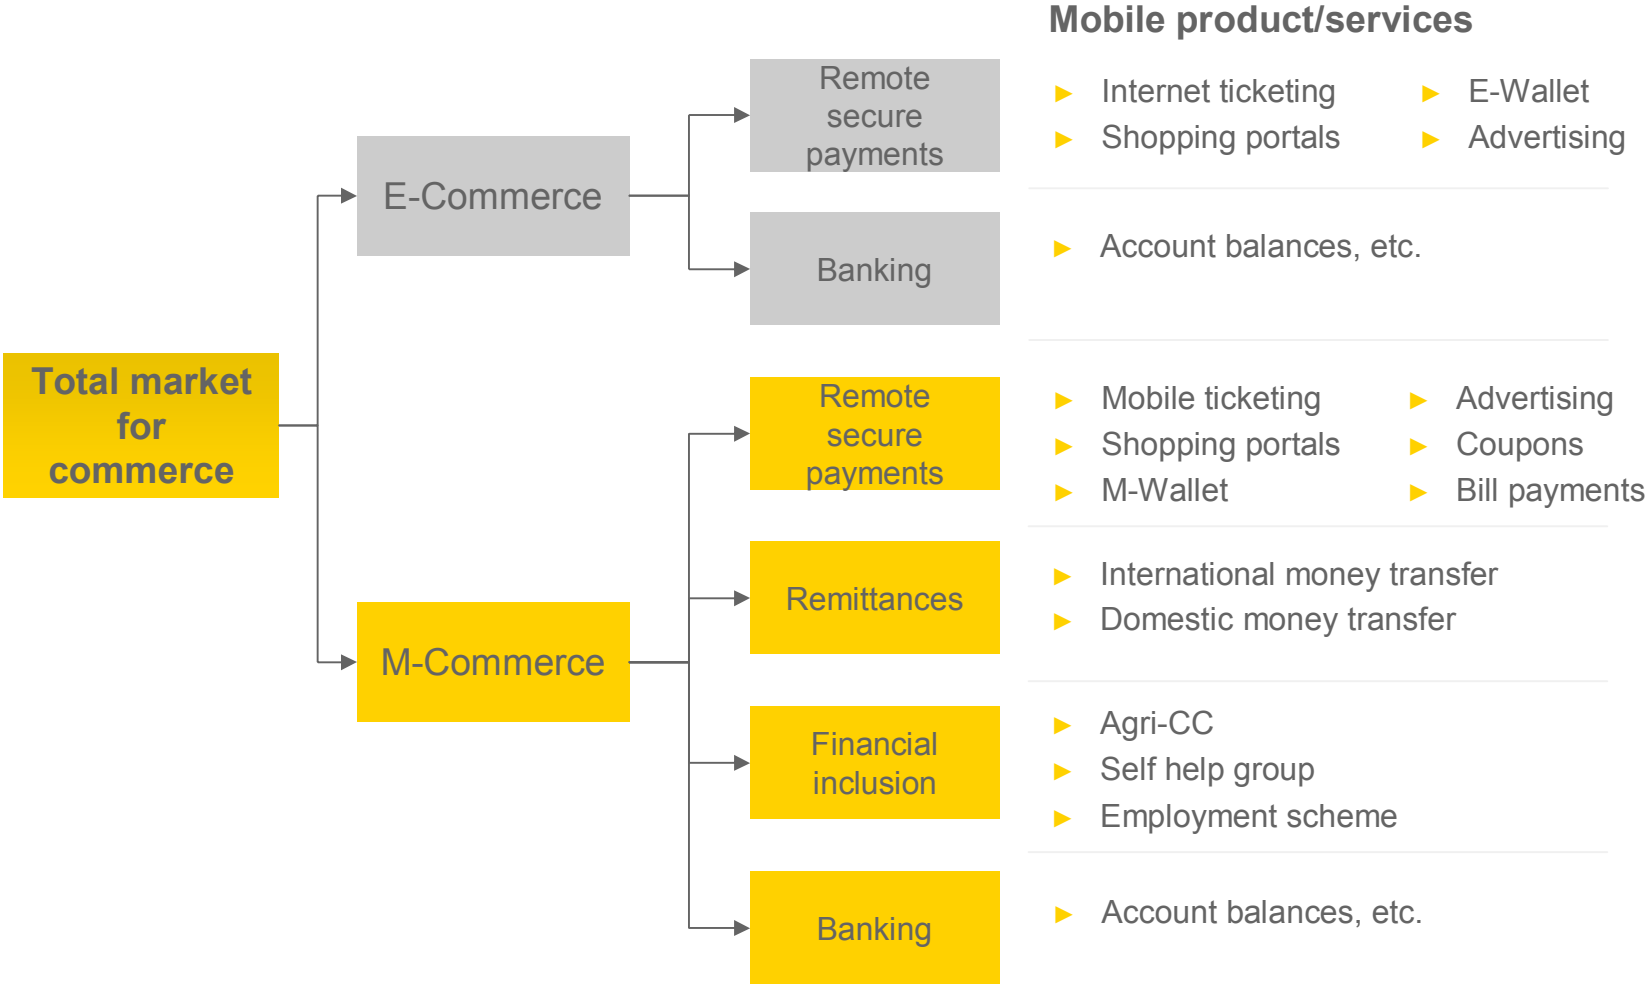 Mobile product/services
Remote
secure
payments
Internet ticketing
E-Wallet
Shopping portals
Advertising
E-Commerce
Banking
Account balances, etc.
Total market
for
commerce
Remote
secure
payments
Mobile ticketing
Advertising
Shopping portals
Coupons
M-Wallet
Bill payments
M-Commerce
Remittances
International money transfer
Domestic money transfer
Financial
inclusion
Agri-CC
Self help group
Employment scheme
Banking
Account balances, etc.